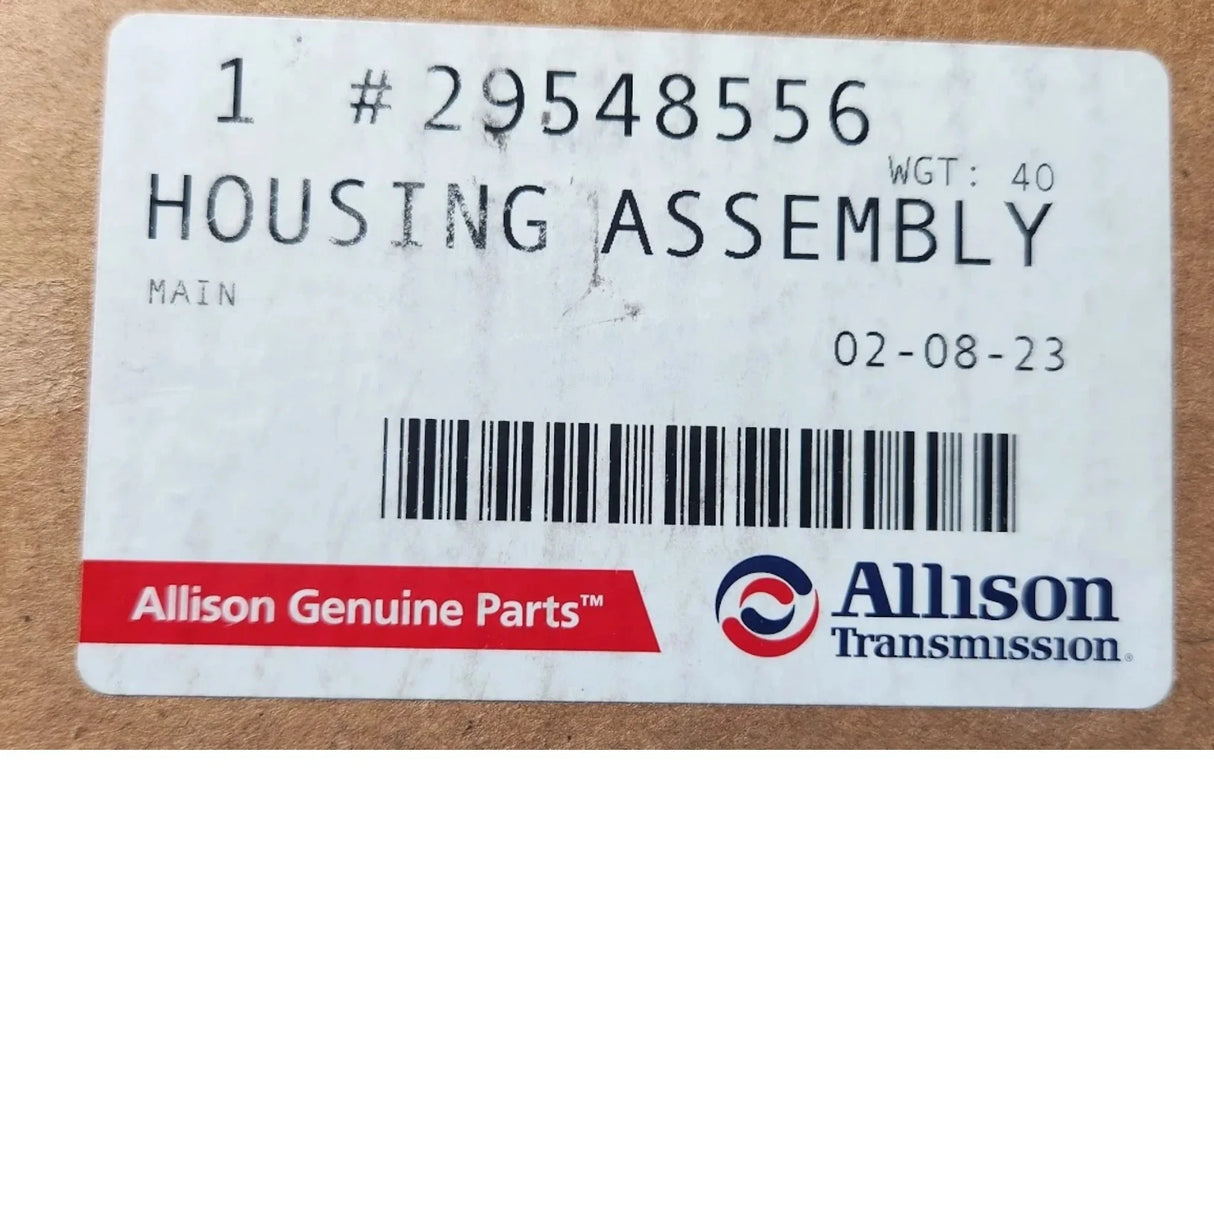 1 #29548556
WGT: 40
HOUSING ASSEMBLY
MAIN
02-08-23
Allison Genuine Parts™
Allison
Transmission®